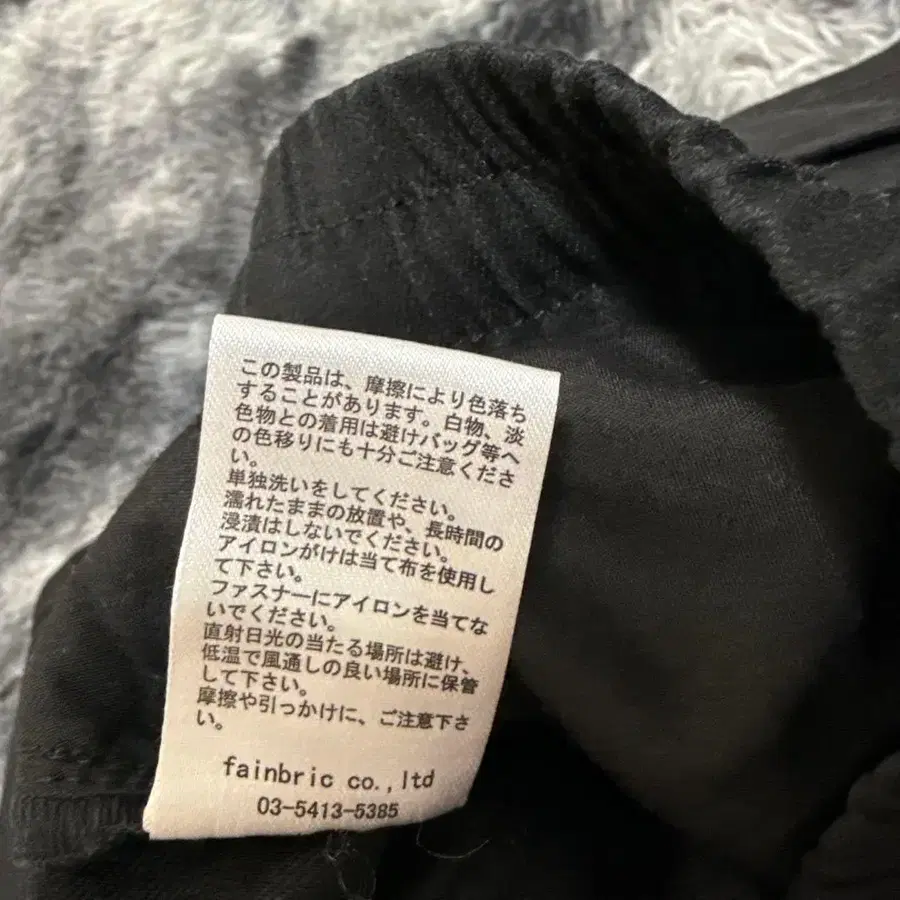 この製品は、摩擦により色落ち
することがあります。白物、淡
色物との着用は避けバッグ等へ
の色移りにも十分ご注意くださ
い。
単独洗いをしてください。
濡れたままの放置や、長時間の
浸漬はしないでください。
アイロンがけは当て布を使用し
て下さい。
ファスナーにアイロンを当てな
いでください。
直射日光の当たる場所は避け、
低温で風通しの良い場所に保管
して下さい。
摩擦や引っかけに、ご注意下さ
い。
fainbric co.,ltd
03-5413-5385